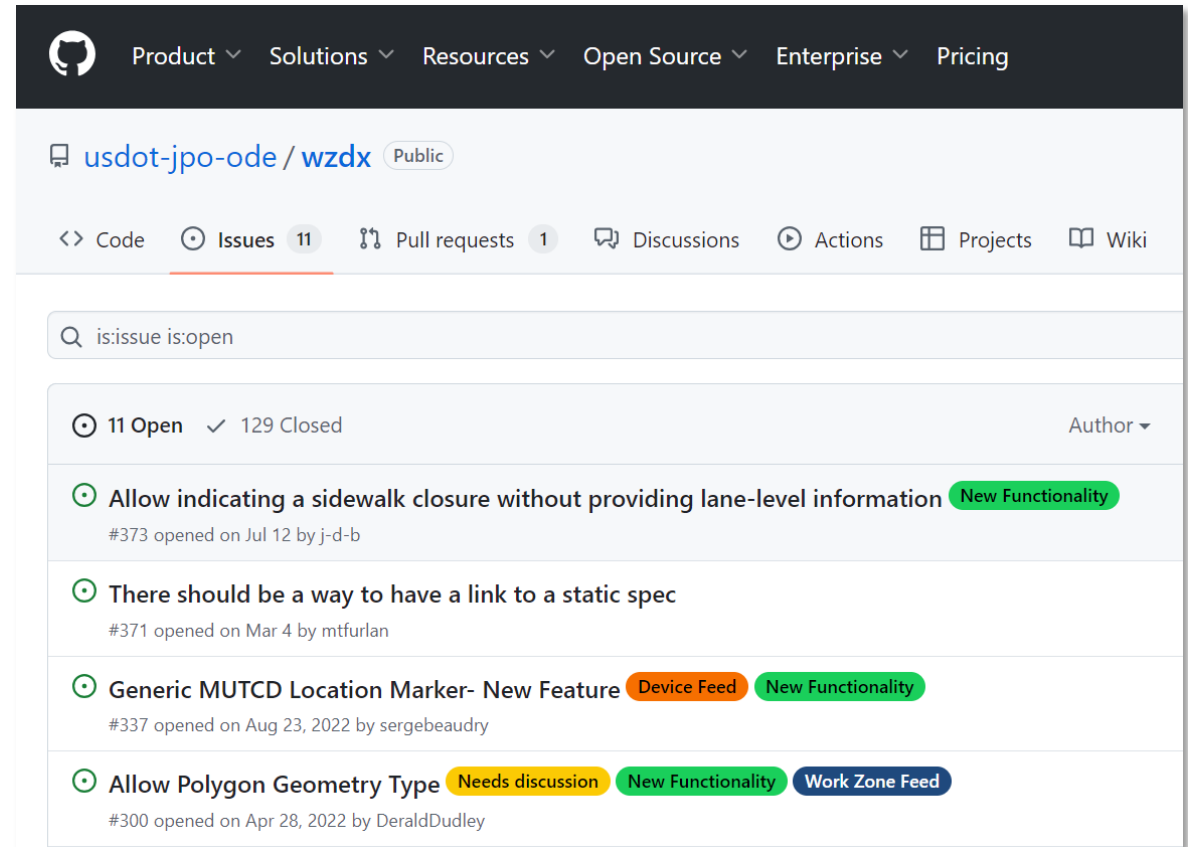 Product Solutions Resources Open Source Enterprise Pricing
usdot-jpo-ode / wzdx Public
Code Issues 11 Pull requests 1 Discussions Actions Projects Wiki
is:issue is:open
11 Open 129 Closed Author
Allow indicating a sidewalk closure without providing lane-level information New Functionality
#373 opened on Jul 12 by j-d-b
There should be a way to have a link to a static spec
#371 opened on Mar 4 by mtfurlan
Generic MUTCD Location Marker- New Feature Device Feed New Functionality
#337 opened on Aug 23, 2022 by sergebeaudry
Allow Polygon Geometry Type Needs discussion New Functionality Work Zone Feed
#300 opened on Apr 28, 2022 by DeraldDudley